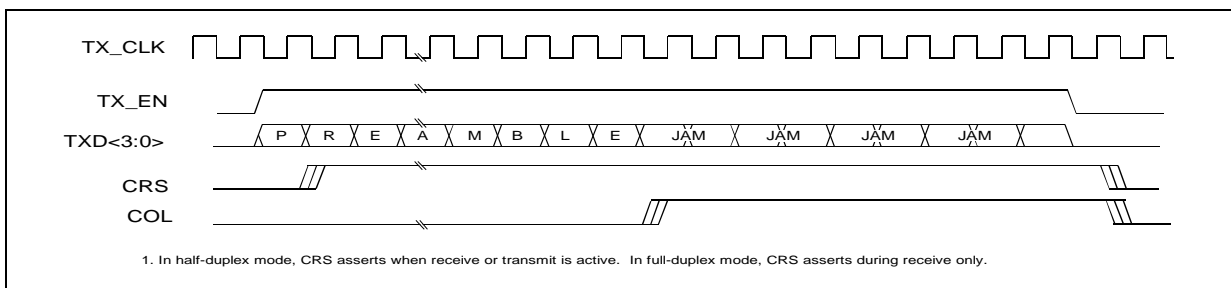 TX_CLK
TX_EN
TXD<3:0> P R E A M B L E JAM JAM JAM JAM
CRS
COL
1. In half-duplex mode, CRS asserts when receive or transmit is active. In full-duplex mode, CRS asserts during receive only.